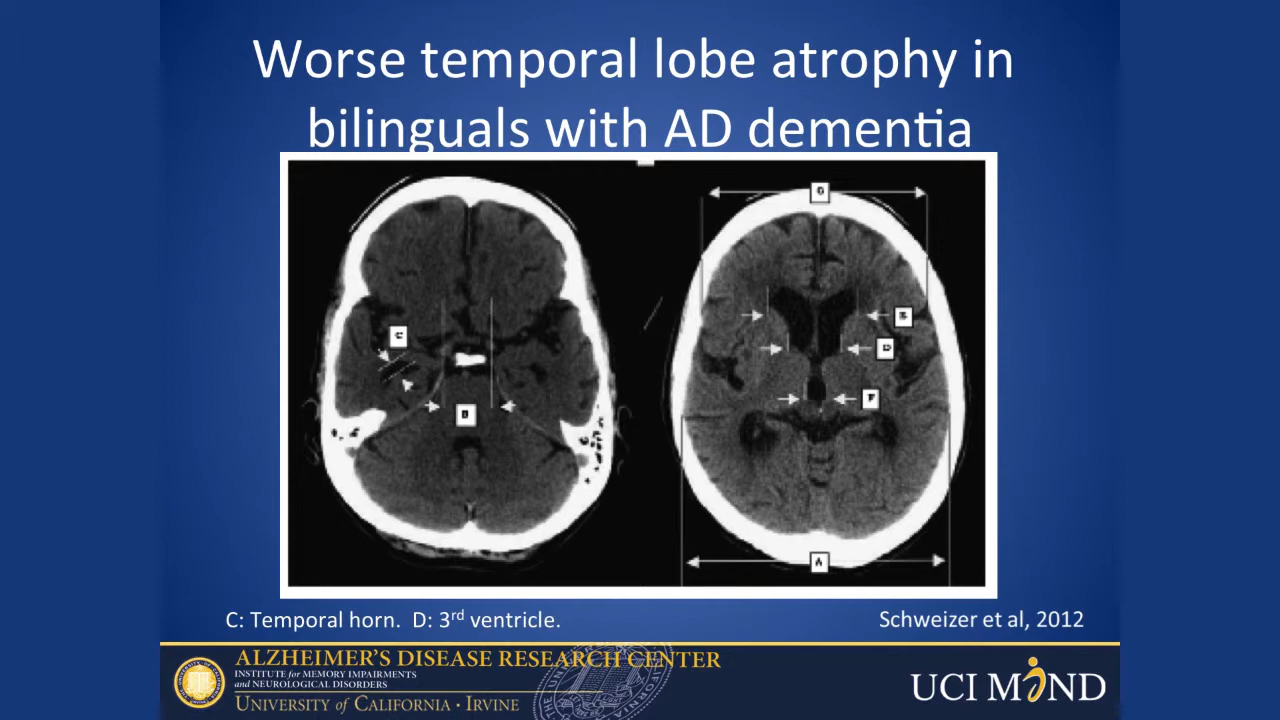 Worse temporal lobe atrophy in
bilinguals with AD dementia
G
C
B
D
F
B
A
C: Temporal horn. D: 3rd ventricle.
Schweizer et al, 2012
ALZHEIMER'S DISEASE RESEARCH CENTER
INSTITUTE for MEMORY IMPAIRMENTS
and NEUROLOGICAL DISORDERS
UNIVERSITY of CALIFORNIA • IRVINE
UCI MIND